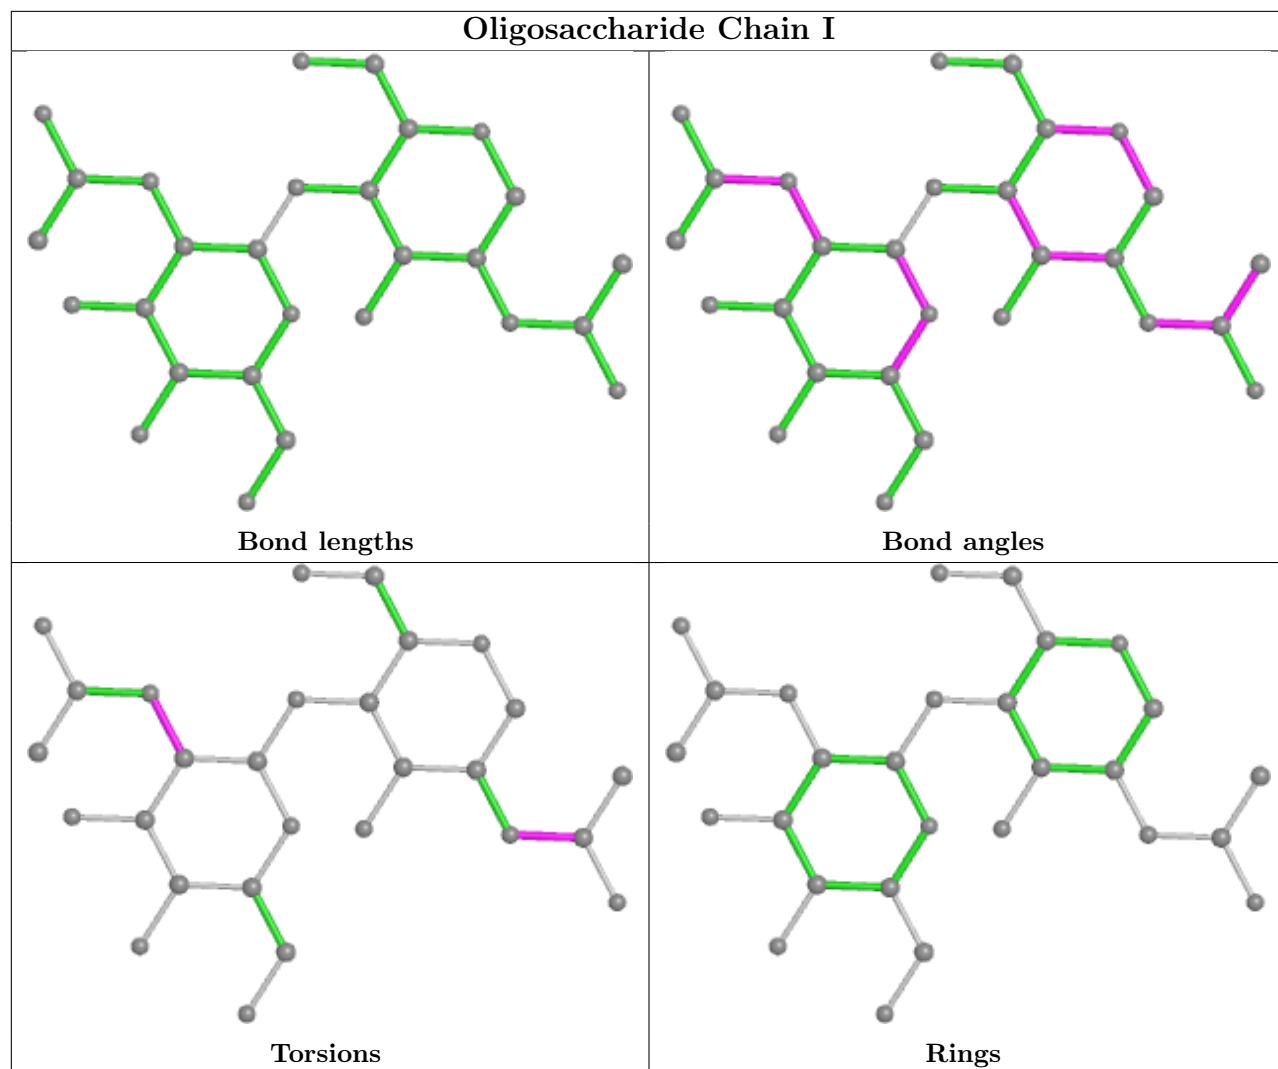 Oligosaccharide Chain I
Bond lengths
Bond angles
Torsions
Rings